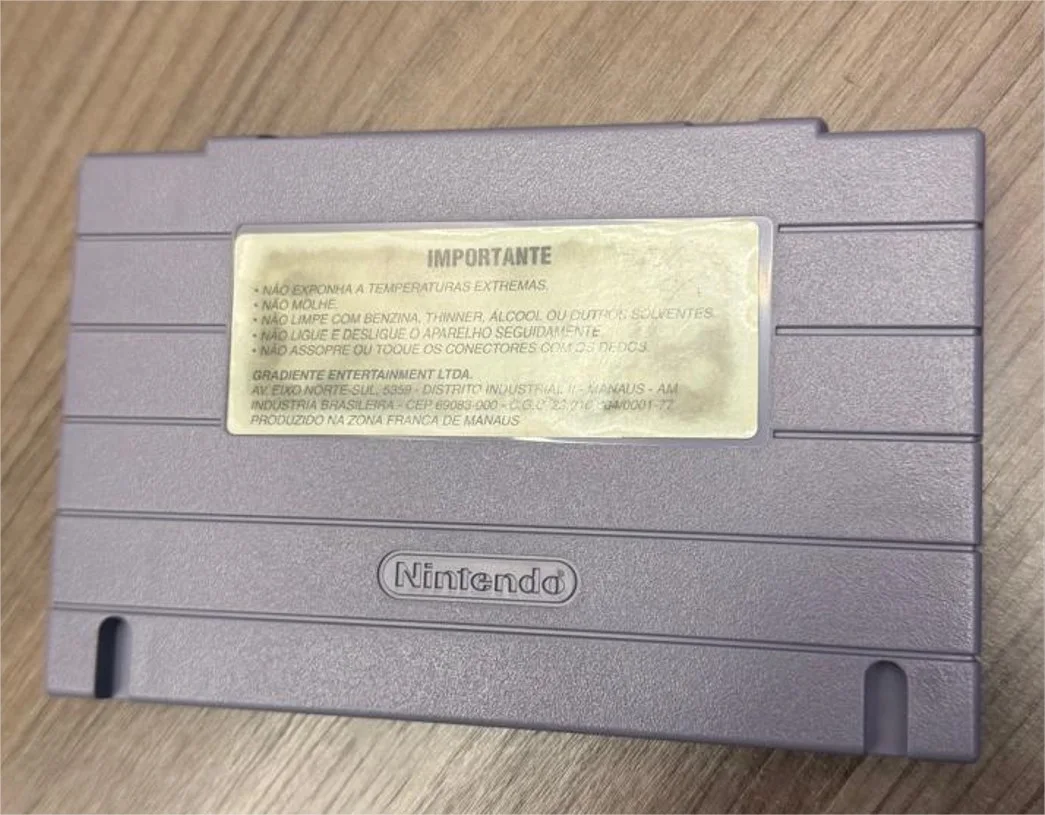 IMPORTANTE
• NÃO EXPONHA A TEMPERATURAS EXTREMAS.
• NÃO MOLHE.
• NÃO LIMPE COM BENZINA, THINNER, ÁLCOOL OU OUTROS SOLVENTES.
• NÃO LIGUE E DESLIGUE O APARELHO SEGUIDAMENTE.
• NÃO ASSOPRE OU TOQUE OS CONECTORES COM OS DEDOS.
GRADIENTE ENTERTAINMENT LTDA.
AV. EIXO NORTE-SUL, 5359 - DISTRITO INDUSTRIAL II - MANAUS - AM
INDÚSTRIA BRASILEIRA - CEP 69083-000 -
PRODUZIDO NA ZONA FRANCA DE MANAUS
Nintendo®